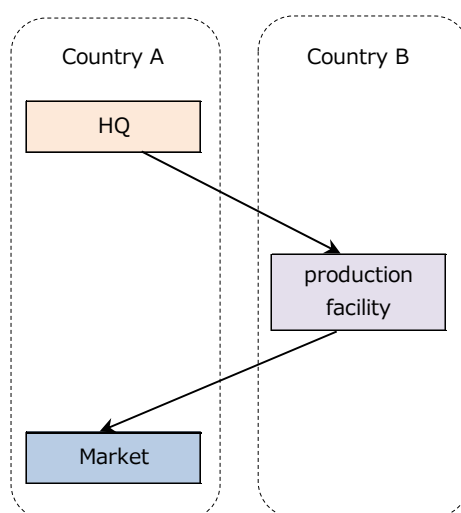 Country A
Country B
HQ
production
facility
Market